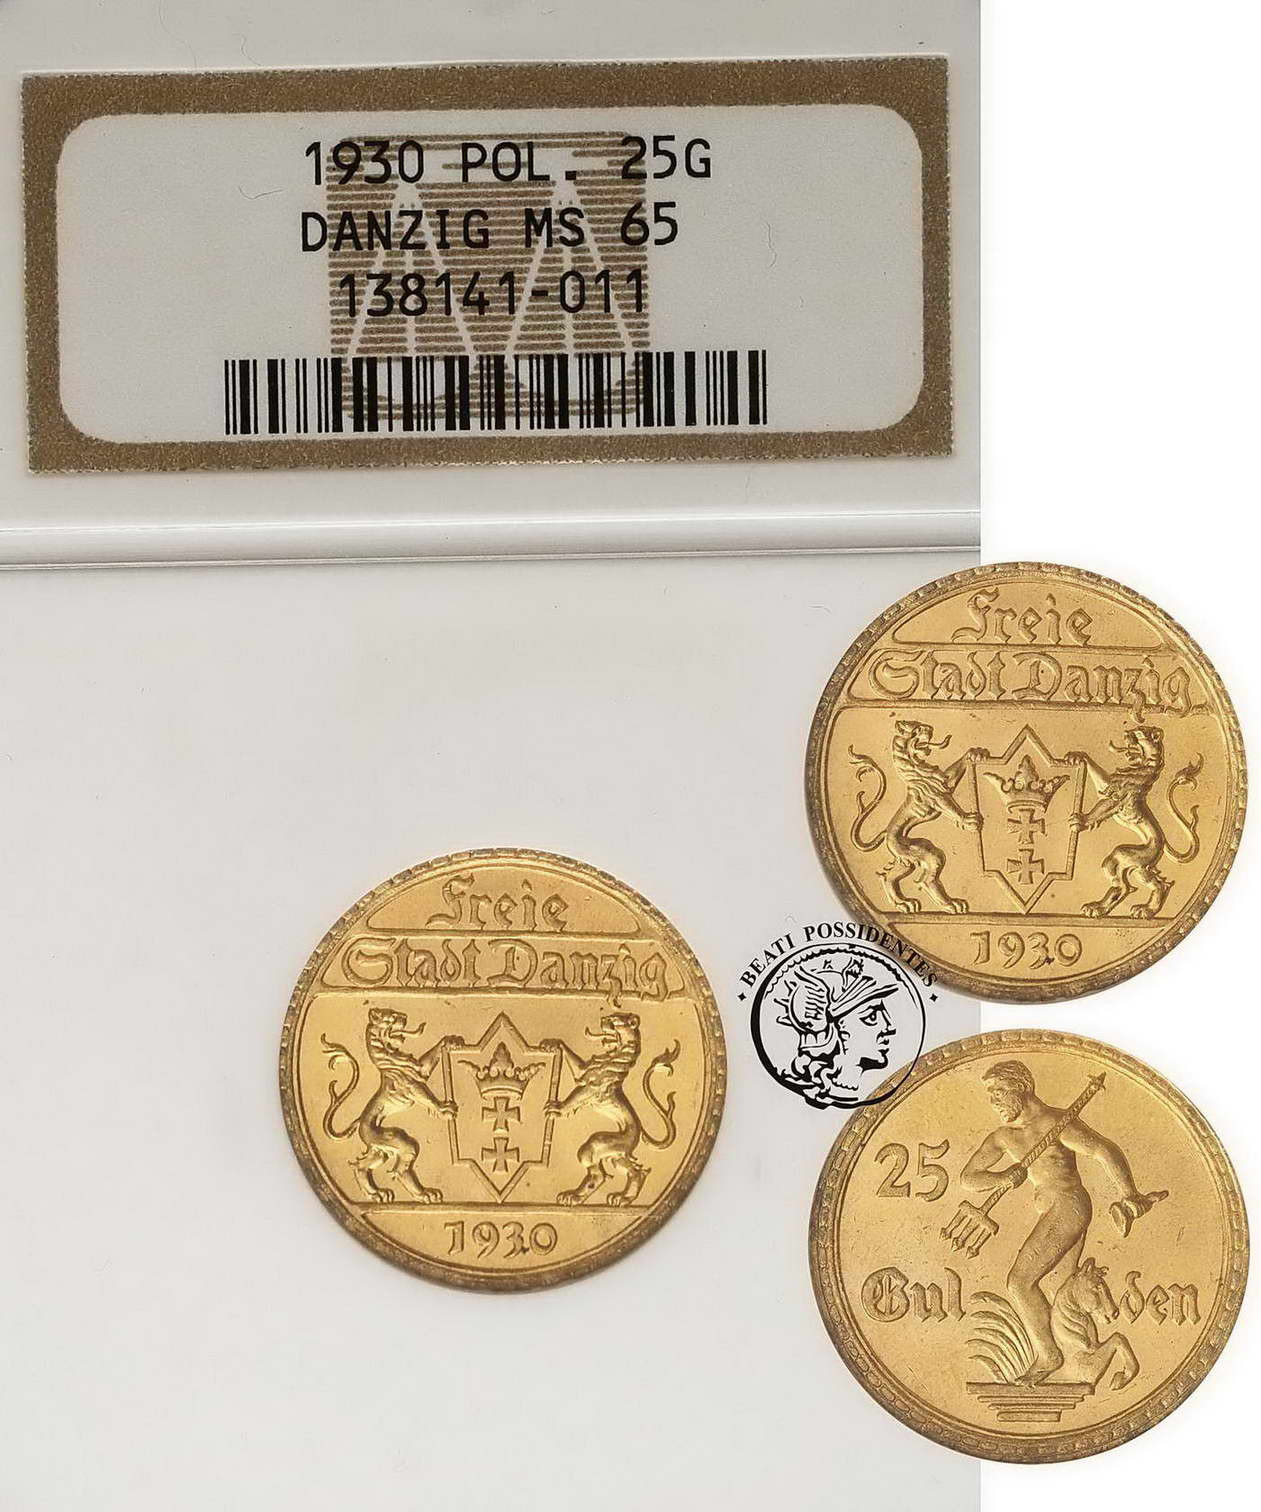 1930 POL. 25G
DANZIG MS 65
138141-011
Freie
Stadt Danzig
1930
Freie
Stadt Danzig
1930
• BEATI POSSIDENTES •
25
Gulden